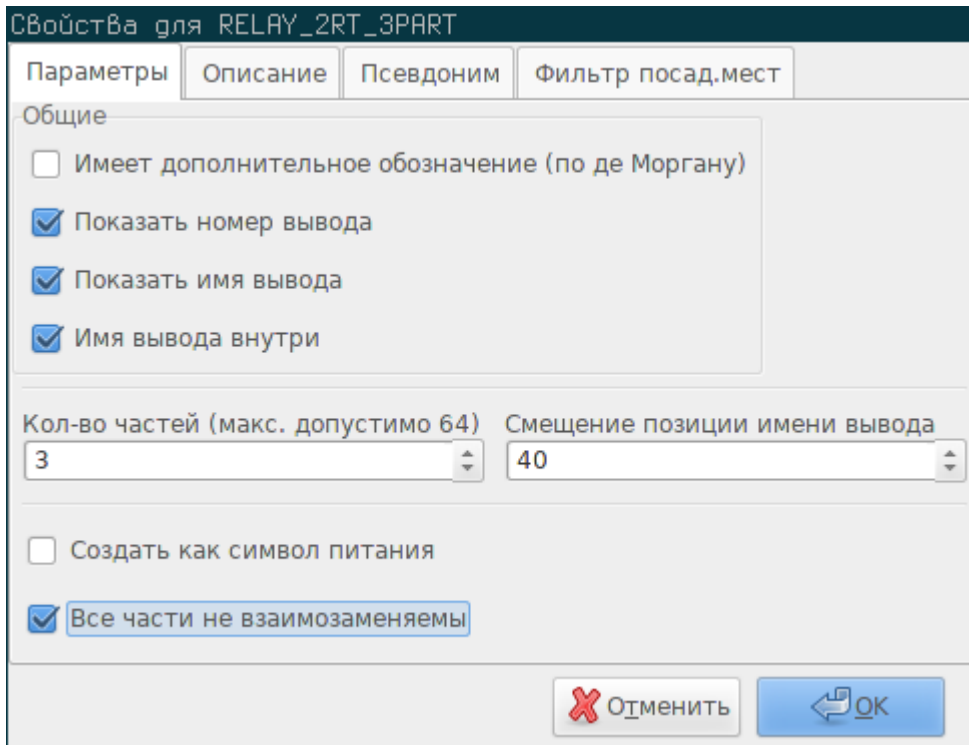 Свойства для RELAY_2RT_3PART
Параметры Описание Псевдоним Фильтр посад.мест
Общие
Имеет дополнительное обозначение (по де Моргану)
Показать номер вывода
Показать имя вывода
Имя вывода внутри
Кол-во частей (макс. допустимо 64) Смещение позиции имени вывода
3 40
Создать как символ питания
Все части не взаимозаменяемы
Отменить OK